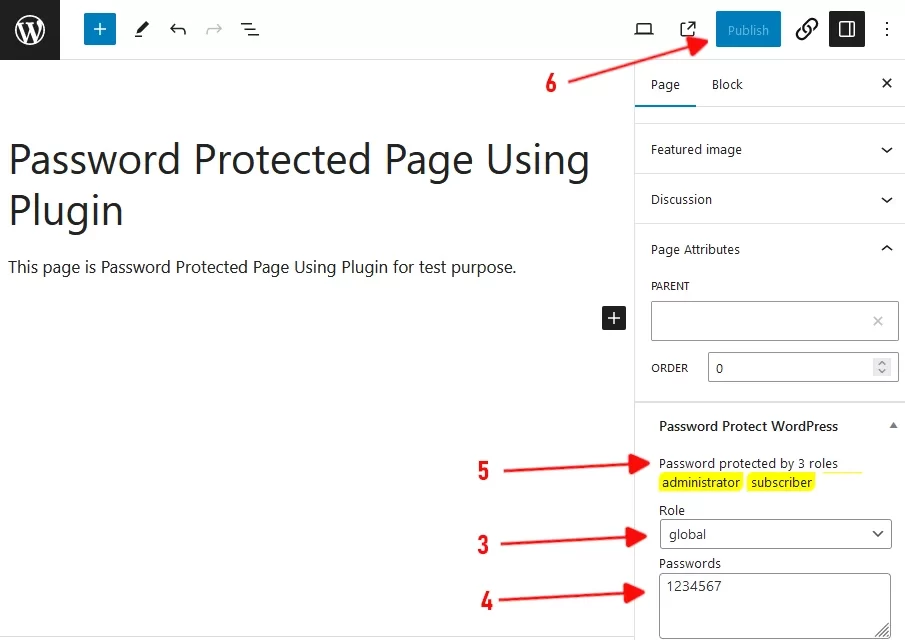 Publish
6
Page Block
Featured image
Password Protected Page Using
Plugin
Discussion
Page Attributes
This page is Password Protected Page Using Plugin for test purpose.
PARENT
ORDER 0
Password Protect WordPress
5
Password protected by 3 roles
administrator subscriber
Role
3
global
Passwords
4
1234567